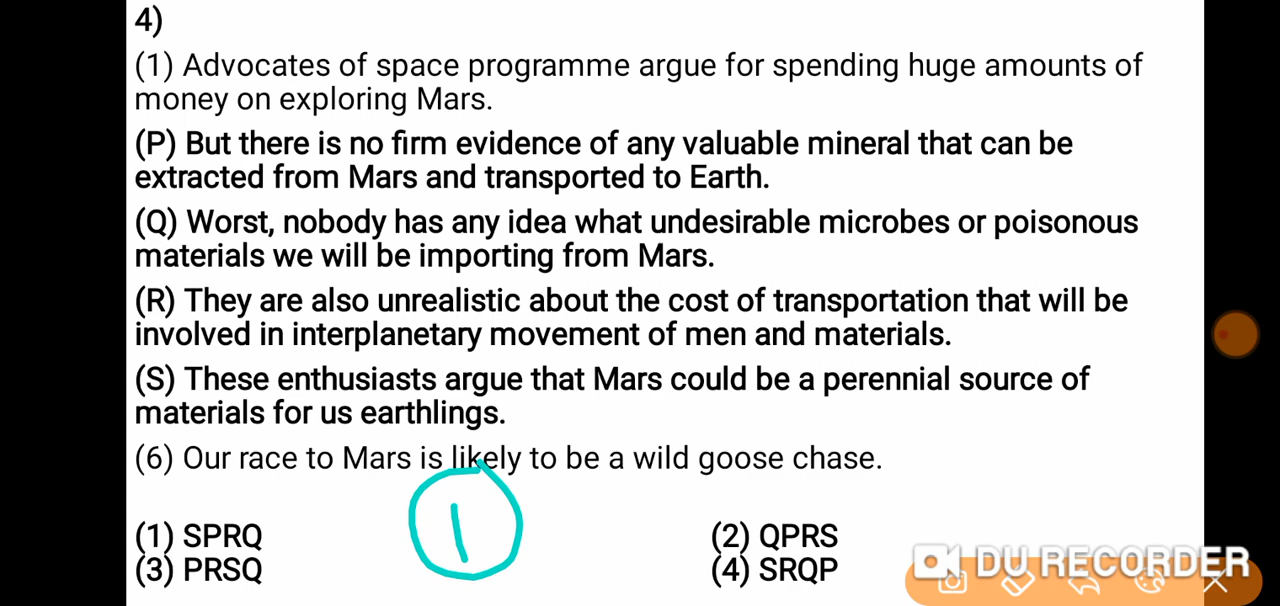 4)
(1) Advocates of space programme argue for spending huge amounts of
money on exploring Mars.
(P) But there is no firm evidence of any valuable mineral that can be
extracted from Mars and transported to Earth.
(Q) Worst, nobody has any idea what undesirable microbes or poisonous
materials we will be importing from Mars.
(R) They are also unrealistic about the cost of transportation that will be
involved in interplanetary movement of men and materials.
(S) These enthusiasts argue that Mars could be a perennial source of
materials for us earthlings.
(6) Our race to Mars is likely to be a wild goose chase.
1
(1) SPRQ (2) QPRS
(3) PRSQ (4) SRQP
DU RECORDER